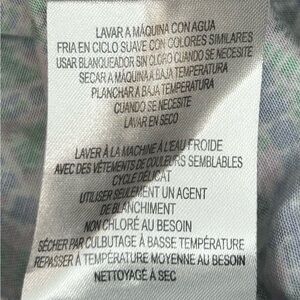 LAVAR A MÁQUINA CON AGUA
FRIA EN CICLO SUAVE CON COLORES SIMILARES
USAR BLANQUEADOR SIN CLORO CUANDO SE NECESITE
SECAR A MÁQUINA A BAJA TEMPERATURA
PLANCHAR A BAJA TEMPERATURA
CUANDO SE NECESITE
LAVAR EN SECO
LAVER À LA MACHINE À L'EAU FROIDE
AVEC DES VÊTEMENTS DE COULEURS SEMBLABLES
CYCLE DÉLICAT
UTILISER SEULEMENT UN AGENT
DE BLANCHIMENT
NON CHLORÉ AU BESOIN
SÉCHER PAR CULBUTAGE À BASSE TEMPÉRATURE
REPASSER À TEMPÉRATURE MOYENNE AU BESOIN
NETTOYAGE À SEC